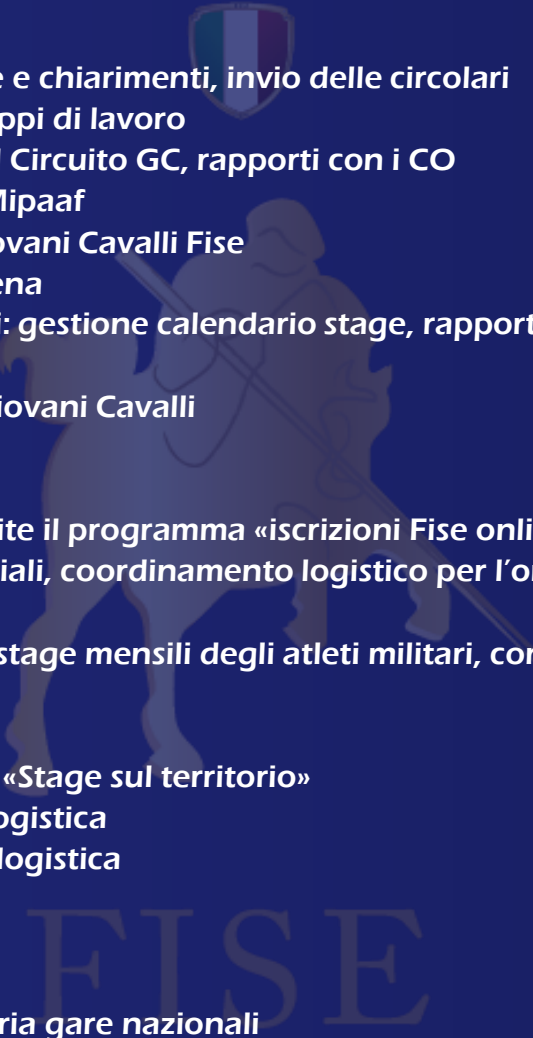 e e chiarimenti, invio delle circolari
ppi di lavoro
l Circuito GC, rapporti con i CO
Mipaaf
ovani Cavalli Fise
ena
i: gestione calendario stage, rapport
iovani Cavalli
ite il programma «iscrizioni Fise onli
iali, coordinamento logistico per l’or
stage mensili degli atleti militari, con
«Stage sul territorio»
ogistica
logistica
FISE
ria gare nazionali